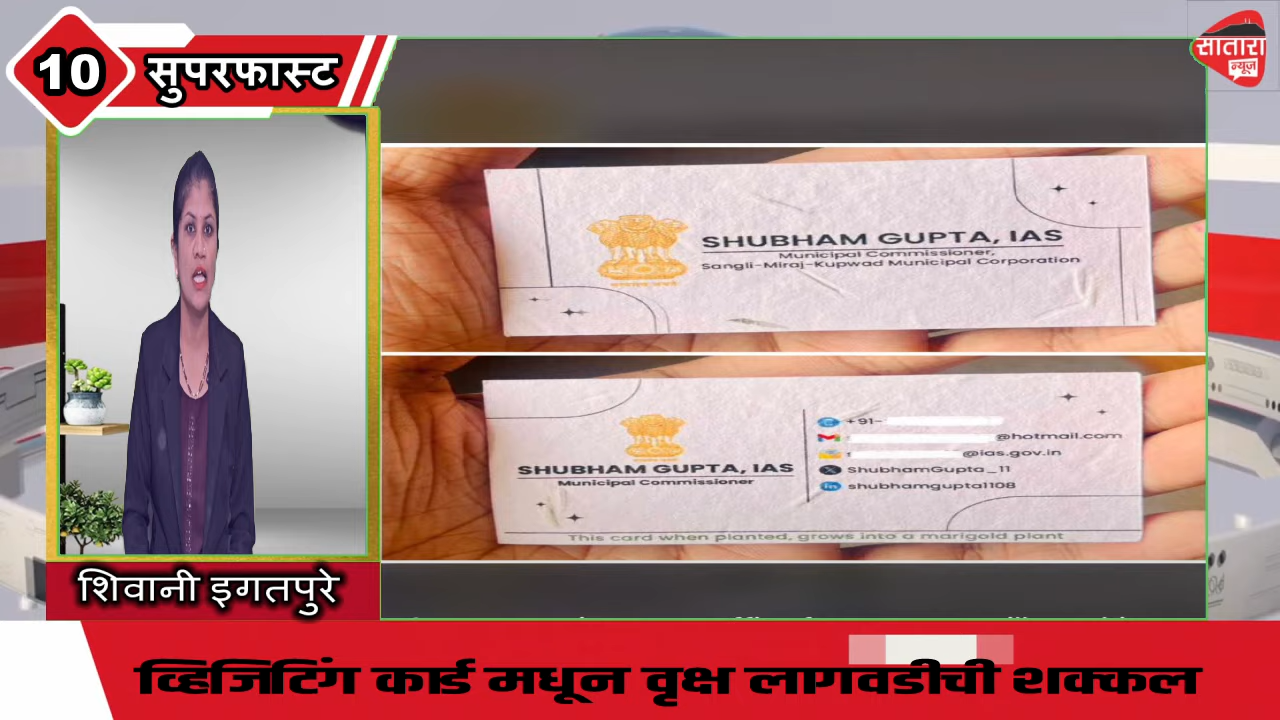 10 सुपरफास्ट
सातारा
न्यूज
SHUBHAM GUPTA, IAS
Municipal Commissioner,
Sangli-Miraj-Kupwad Municipal Corporation
+91-
@hotmail.com
@ias.gov.in
SHUBHAM GUPTA, IAS
Municipal Commissioner
ShubhamGupta_11
shubhamgupta1108
This card when planted, grows into a marigold plant
शिवानी इगतपुरे
व्हिजिटिंग कार्ड मधून वृक्ष लागवडीची शक्कल